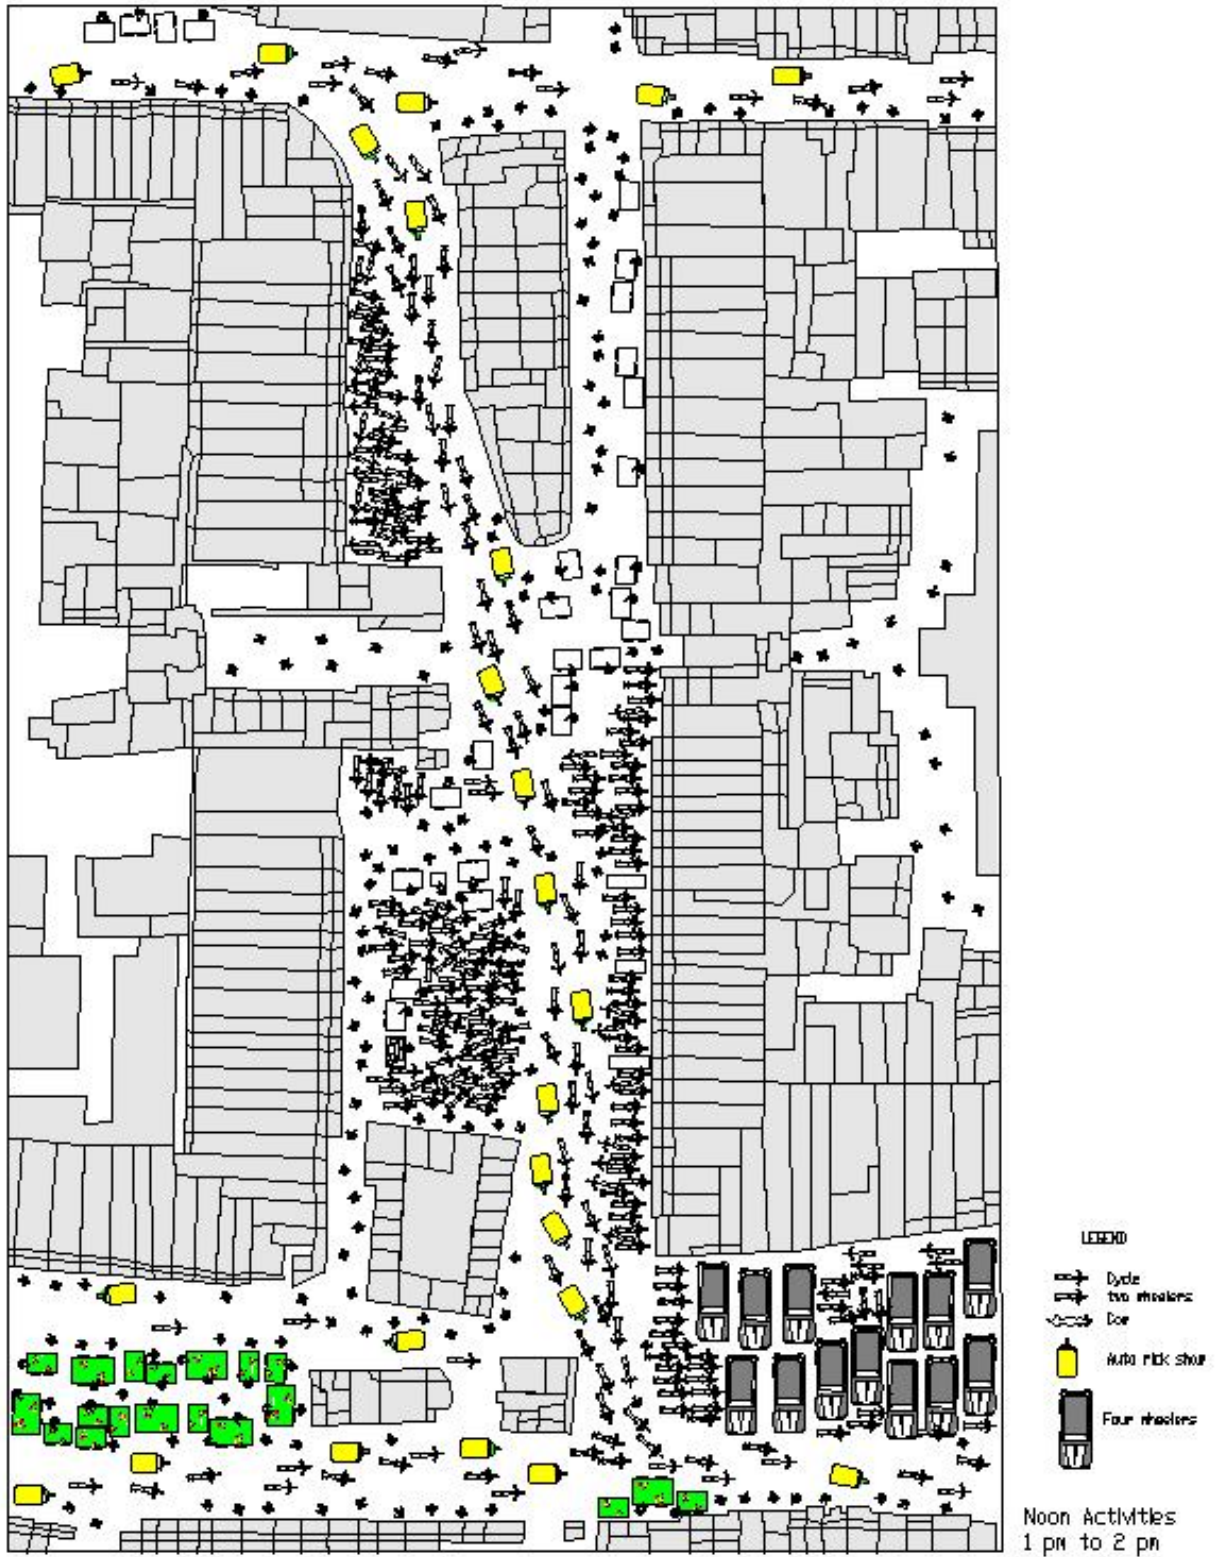 LEGEND
Cycle
two wheelers
Cow
Auto rick shaw
Four wheelers
Noon Activities
1 pm to 2 pm